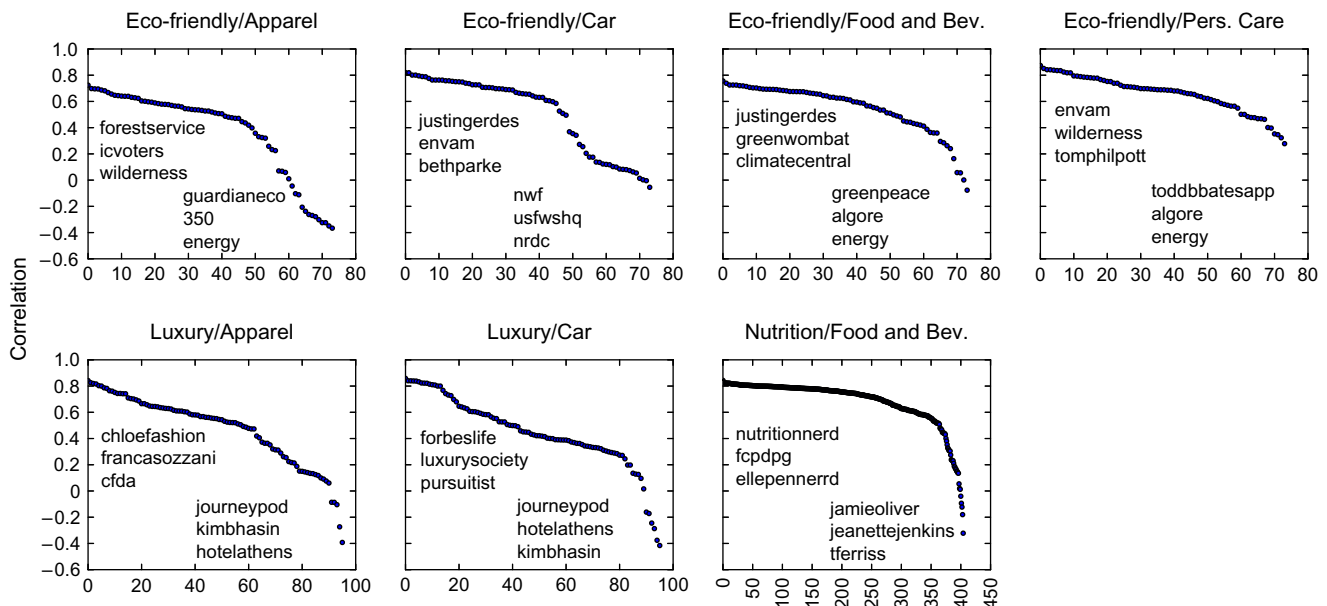 Eco-friendly/Apparel
Eco-friendly/Car
Eco-friendly/Food and Bev.
Eco-friendly/Pers. Care
1.0
0.8
0.6
0.4
0.2
0
−0.2
−0.4
−0.6
forestservice
icvoters
wilderness
guardianeco
350
energy
0 10 20 30 40 50 60 70 80
justingerdes
envam
bethparke
nwf
usfwshq
nrdc
0 10 20 30 40 50 60 70 80
justingerdes
greenwombat
climatecentral
greenpeace
algore
energy
0 10 20 30 40 50 60 70 80
envam
wilderness
tomphilpott
toddbbatesapp
algore
energy
0 10 20 30 40 50 60 70 80
Correlation
Luxury/Apparel
Luxury/Car
Nutrition/Food and Bev.
1.0
0.8
0.6
0.4
0.2
0
−0.2
−0.4
−0.6
chloefashion
francasozzani
cfda
journeypod
kimbhasin
hotelathens
0 20 40 60 80 100
forbeslife
luxurysociety
pursuitist
journeypod
hotelathens
kimbhasin
0 20 40 60 80 100
nutritionnerd
fcpdpg
ellepennerrd
jamieoliver
jeanettejenkins
tferriss
0 50 100 150 200 250 300 350 400 450